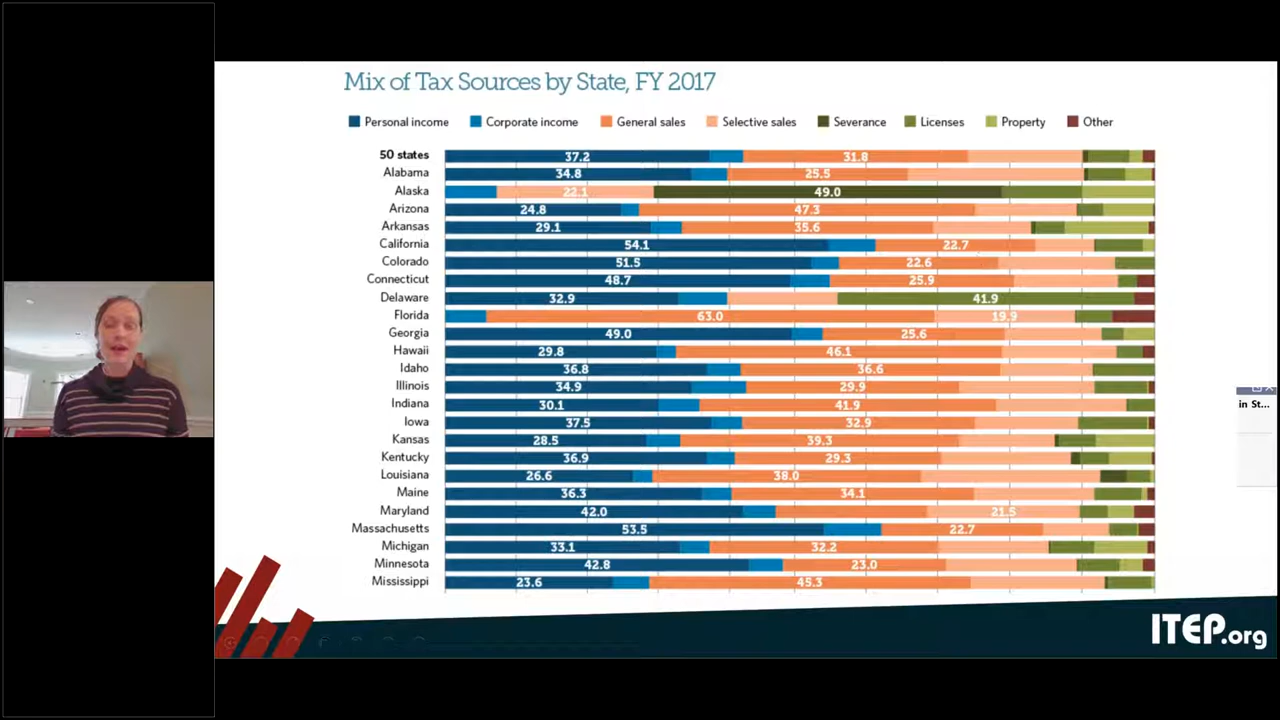 Mix of Tax Sources by State, FY 2017
Personal income Corporate income General sales Selective sales Severance Licenses Property Other
50 states 37.2 31.8
Alabama 34.8 25.5
Alaska 22.1 49.0
Arizona 24.8 47.3
Arkansas 29.1 35.6
California 54.1 22.7
Colorado 51.5 22.6
Connecticut 48.7 25.9
Delaware 32.9 41.9
Florida 63.0 19.9
Georgia 49.0 25.6
Hawaii 29.8 46.1
Idaho 36.8 36.6
Illinois 34.9 29.9
in St...
Indiana 30.1 41.9
Iowa 37.5 32.9
Kansas 28.5 39.3
Kentucky 36.9 29.3
Louisiana 26.6 38.0
Maine 36.3 34.1
Maryland 42.0 21.5
Massachusetts 53.5 22.7
Michigan 33.1 32.2
Minnesota 42.8 23.0
Mississippi 23.6 45.3
ITEP.org